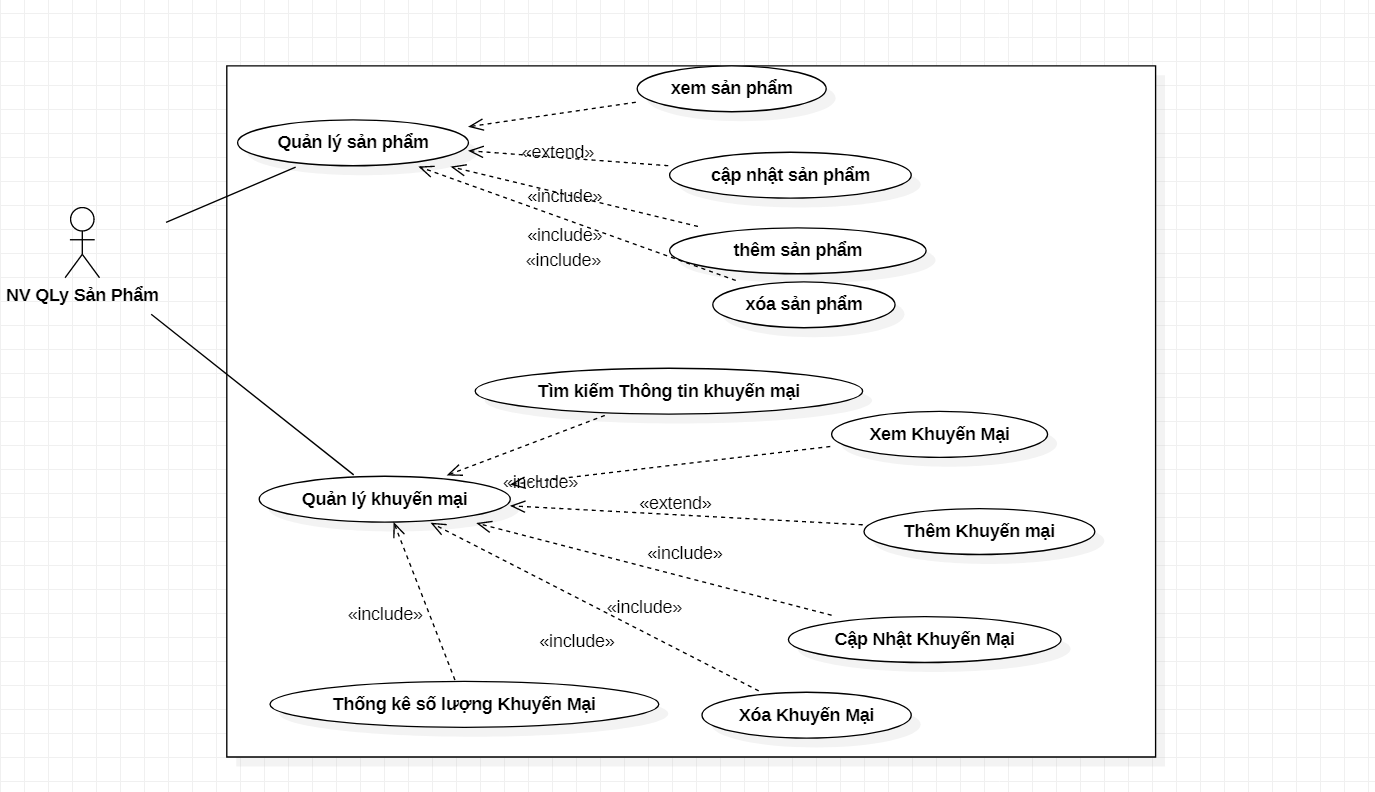 xem sản phẩm
Quản lý sản phẩm
«extend»
cập nhật sản phẩm
«include»
«include»
thêm sản phẩm
«include»
NV QLy Sản Phẩm
xóa sản phẩm
Tìm kiếm Thông tin khuyến mại
Xem Khuyến Mại
«include»
Quản lý khuyến mại
«extend»
Thêm Khuyến mại
«include»
«include»
«include»
«include»
Cập Nhật Khuyến Mại
Thống kê số lượng Khuyến Mại
Xóa Khuyến Mại